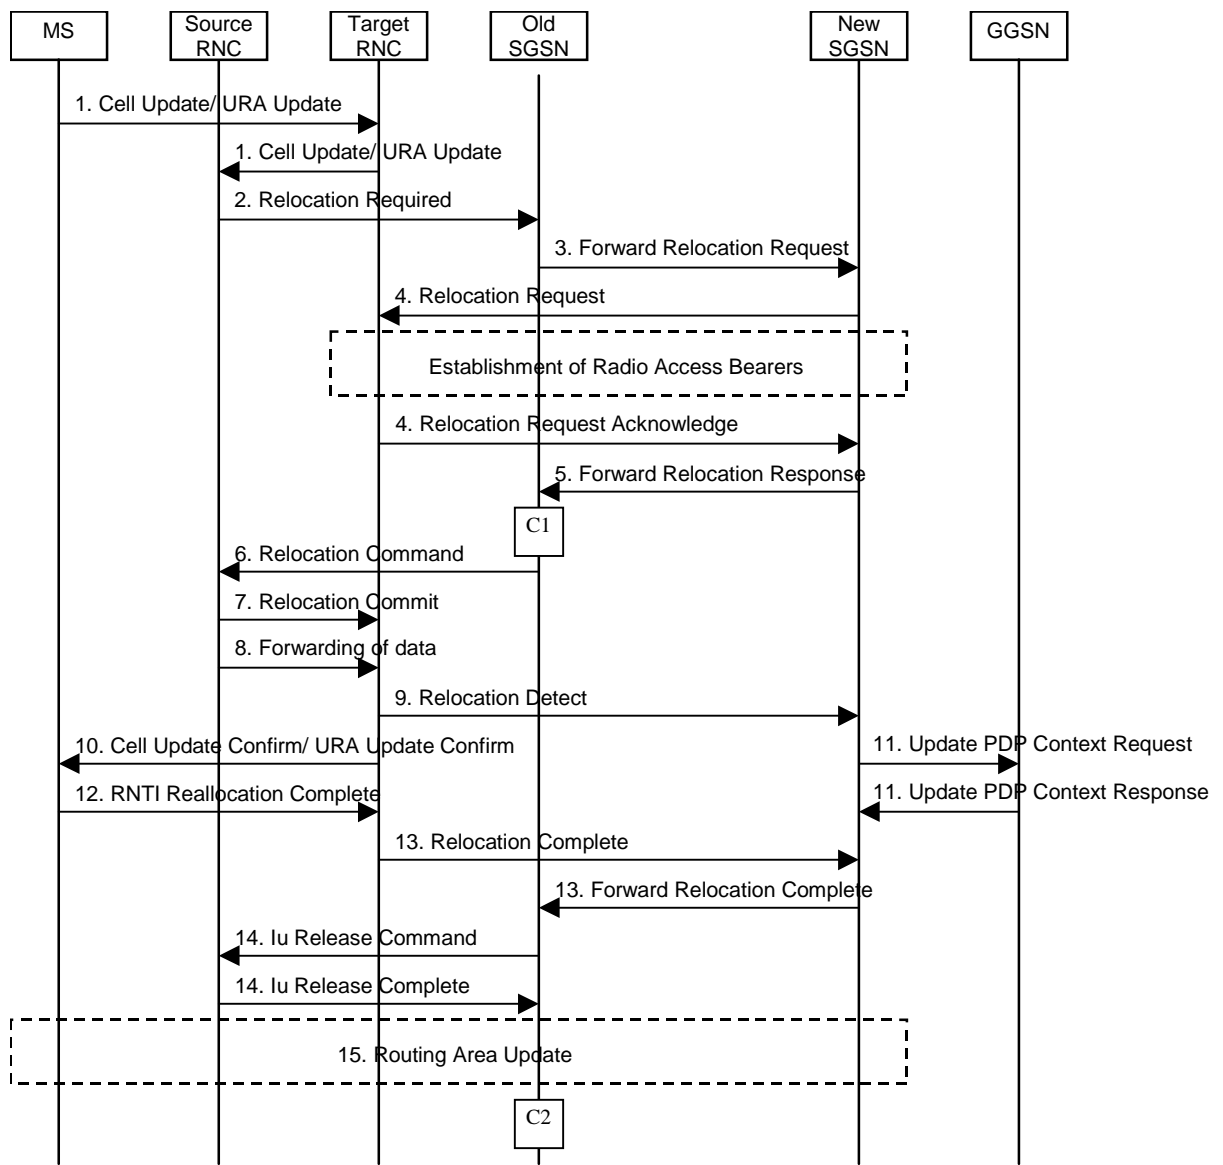 MS
Source
RNC
Target
RNC
Old
SGSN
New
SGSN
GGSN
1. Cell Update/ URA Update
1. Cell Update/ URA Update
2. Relocation Required
3. Forward Relocation Request
4. Relocation Request
Establishment of Radio Access Bearers
4. Relocation Request Acknowledge
5. Forward Relocation Response
C1
6. Relocation Command
7. Relocation Commit
8. Forwarding of data
9. Relocation Detect
10. Cell Update Confirm/ URA Update Confirm
11. Update PDP Context Request
12. RNTI Reallocation Complete
11. Update PDP Context Response
13. Relocation Complete
13. Forward Relocation Complete
14. Iu Release Command
14. Iu Release Complete
15. Routing Area Update
C2